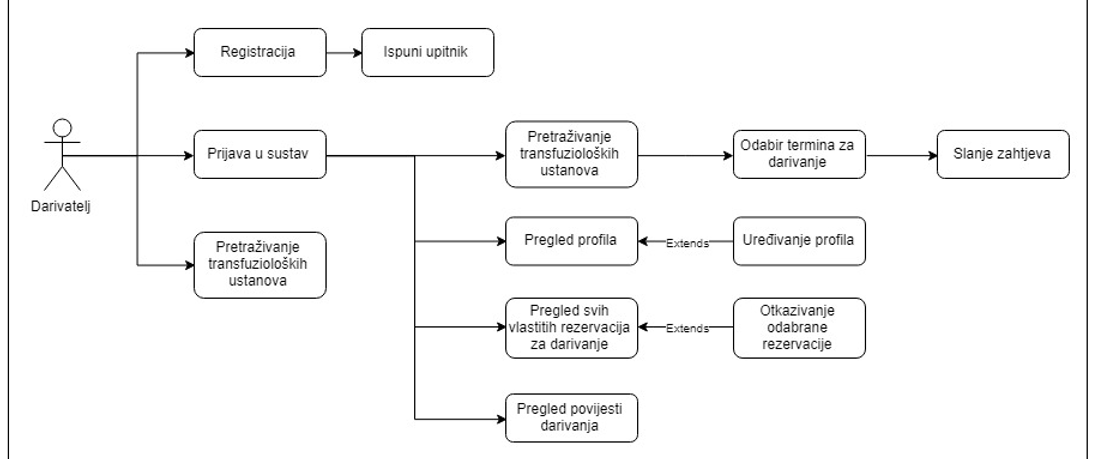 Registracija
Ispuni upitnik
Darivatelj
Prijava u sustav
Pretraživanje
transfuzioloških
ustanova
Odabir termina za
darivanje
Slanje zahtjeva
Pretraživanje
transfuzioloških
ustanova
Pregled profila
Extends
Uređivanje profila
Pregled svih
vlastitih rezervacija
za darivanje
Extends
Otkazivanje
odabrane
rezervacije
Pregled povijesti
darivanja